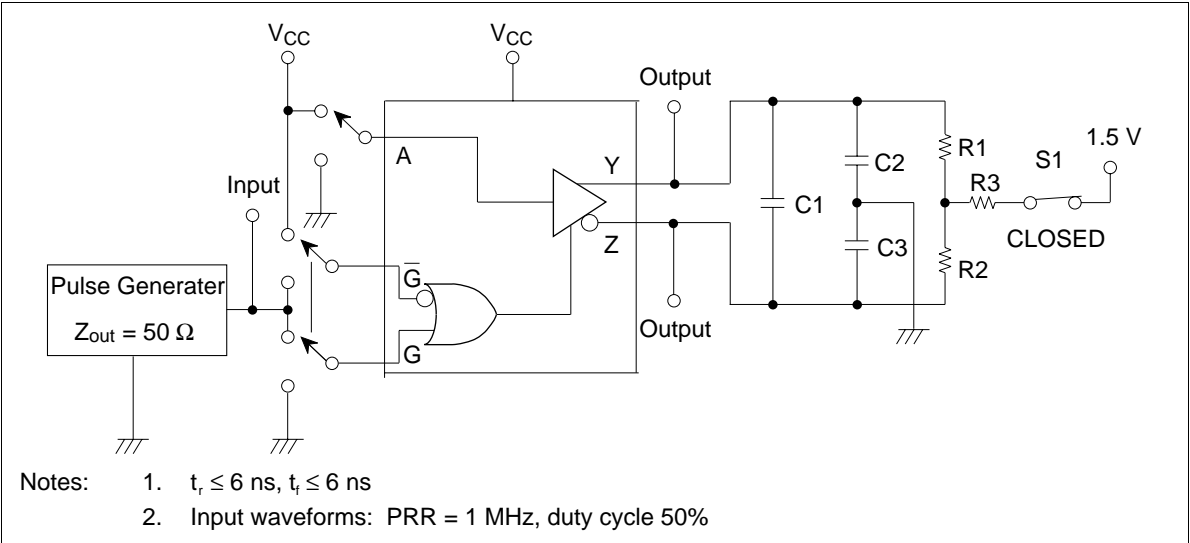 VCC
VCC
Output
1.5 V
A
Y
R1
S1
C2
R3
Input
C1
Z
C3
CLOSED
G̅
R2
Pulse Generater
Zout = 50 Ω
Output
G
Notes: 1. tr ≤ 6 ns, tf ≤ 6 ns
2. Input waveforms: PRR = 1 MHz, duty cycle 50%